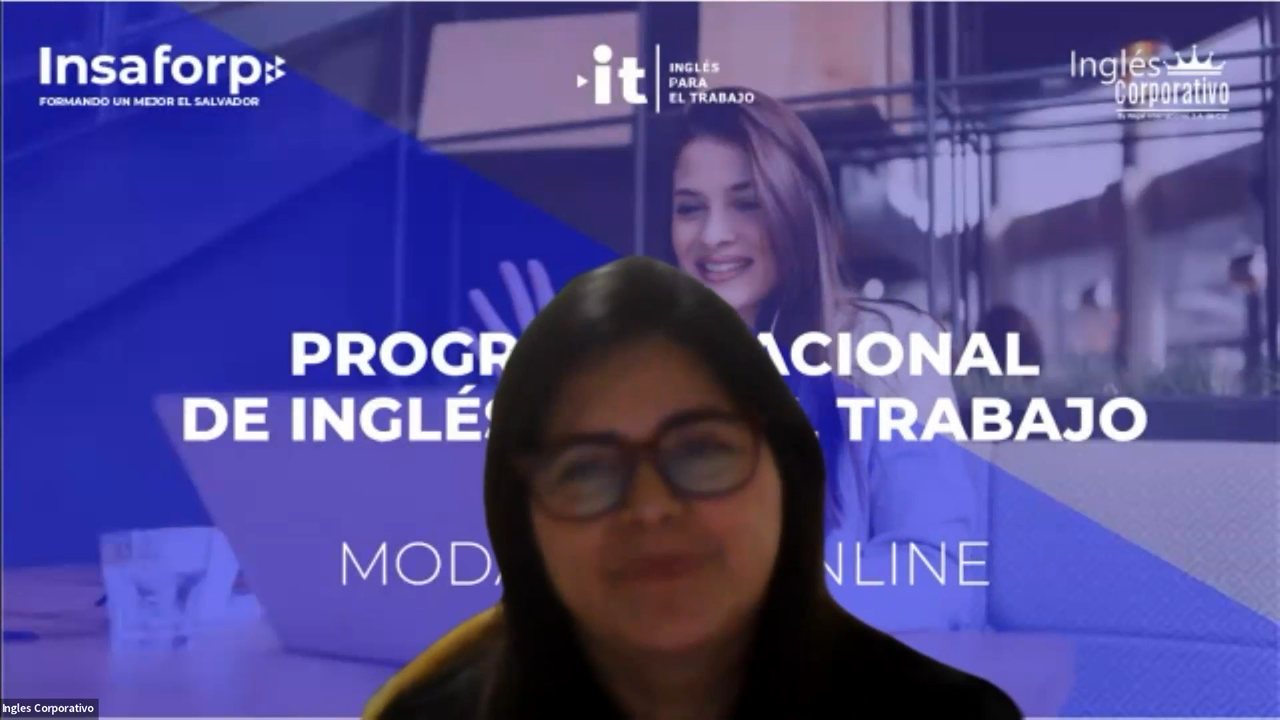 Insaforp
FORMANDO UN MEJOR EL SALVADOR
it
INGLÉS
PARA
EL TRABAJO
Inglés
corporativo
PROGR ACIONAL
DE INGLÉS TRABAJO
MODA NLINE
Ingles Corporativo